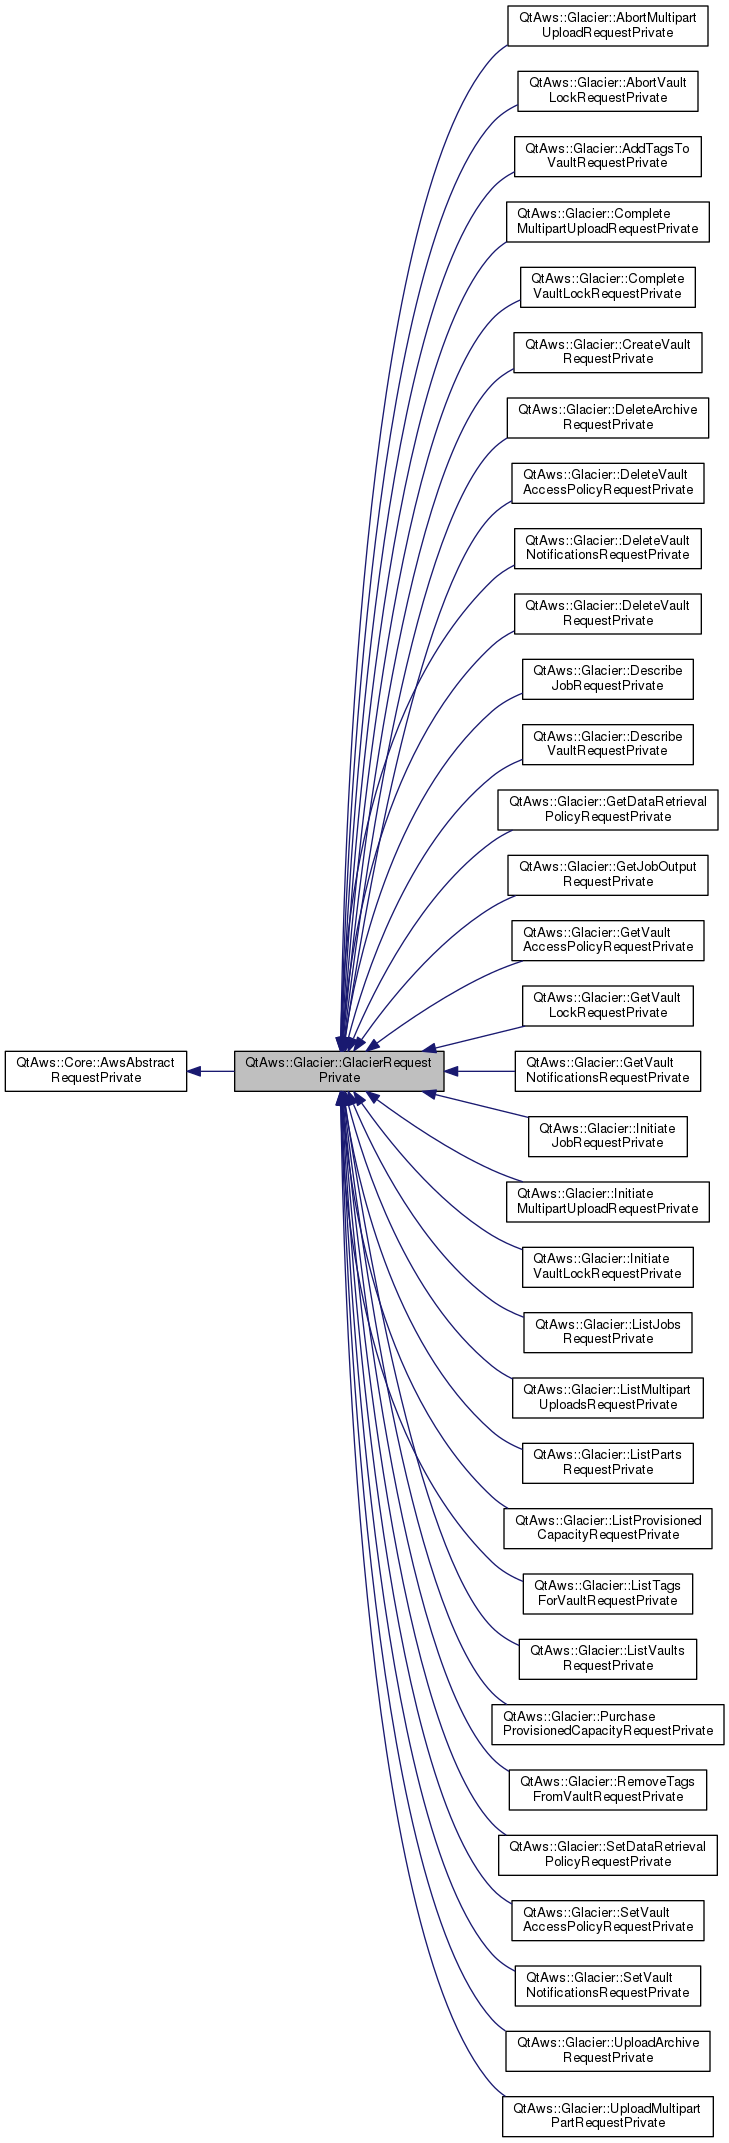 QtAws::Glacier::AbortMultipart
UploadRequestPrivate
QtAws::Glacier::AbortVault
LockRequestPrivate
QtAws::Glacier::AddTagsTo
VaultRequestPrivate
QtAws::Glacier::Complete
MultipartUploadRequestPrivate
QtAws::Glacier::Complete
VaultLockRequestPrivate
QtAws::Glacier::CreateVault
RequestPrivate
QtAws::Glacier::DeleteArchive
RequestPrivate
QtAws::Glacier::DeleteVault
AccessPolicyRequestPrivate
QtAws::Glacier::DeleteVault
NotificationsRequestPrivate
QtAws::Glacier::DeleteVault
RequestPrivate
QtAws::Glacier::Describe
JobRequestPrivate
QtAws::Glacier::Describe
VaultRequestPrivate
QtAws::Glacier::GetDataRetrieval
PolicyRequestPrivate
QtAws::Glacier::GetJobOutput
RequestPrivate
QtAws::Glacier::GetVault
AccessPolicyRequestPrivate
QtAws::Glacier::GetVault
LockRequestPrivate
QtAws::Core::AwsAbstract
RequestPrivate
QtAws::Glacier::GlacierRequest
Private
QtAws::Glacier::GetVault
NotificationsRequestPrivate
QtAws::Glacier::Initiate
JobRequestPrivate
QtAws::Glacier::Initiate
MultipartUploadRequestPrivate
QtAws::Glacier::Initiate
VaultLockRequestPrivate
QtAws::Glacier::ListJobs
RequestPrivate
QtAws::Glacier::ListMultipart
UploadsRequestPrivate
QtAws::Glacier::ListParts
RequestPrivate
QtAws::Glacier::ListProvisioned
CapacityRequestPrivate
QtAws::Glacier::ListTags
ForVaultRequestPrivate
QtAws::Glacier::ListVaults
RequestPrivate
QtAws::Glacier::Purchase
ProvisionedCapacityRequestPrivate
QtAws::Glacier::RemoveTags
FromVaultRequestPrivate
QtAws::Glacier::SetDataRetrieval
PolicyRequestPrivate
QtAws::Glacier::SetVault
AccessPolicyRequestPrivate
QtAws::Glacier::SetVault
NotificationsRequestPrivate
QtAws::Glacier::UploadArchive
RequestPrivate
QtAws::Glacier::UploadMultipart
PartRequestPrivate